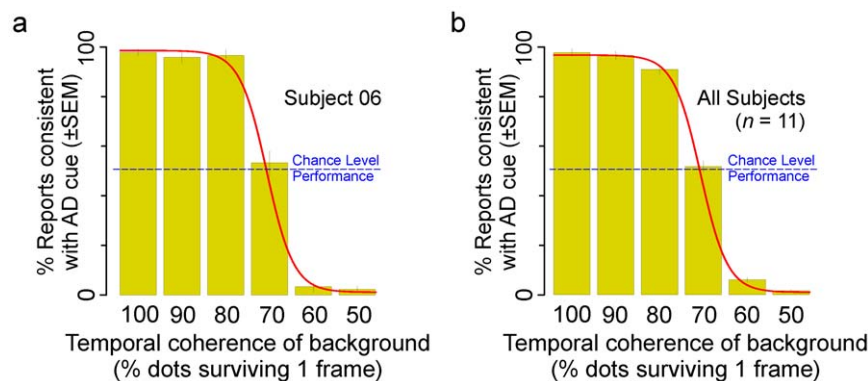 a
% Reports consistent
with AD cue (±SEM)
100
0
Subject 06
Chance Level
Performance
100 90 80 70 60 50
Temporal coherence of background
(% dots surviving 1 frame)
b
% Reports consistent
with AD cue (±SEM)
100
0
All Subjects
(n = 11)
Chance Level
Performance
100 90 80 70 60 50
Temporal coherence of background
(% dots surviving 1 frame)